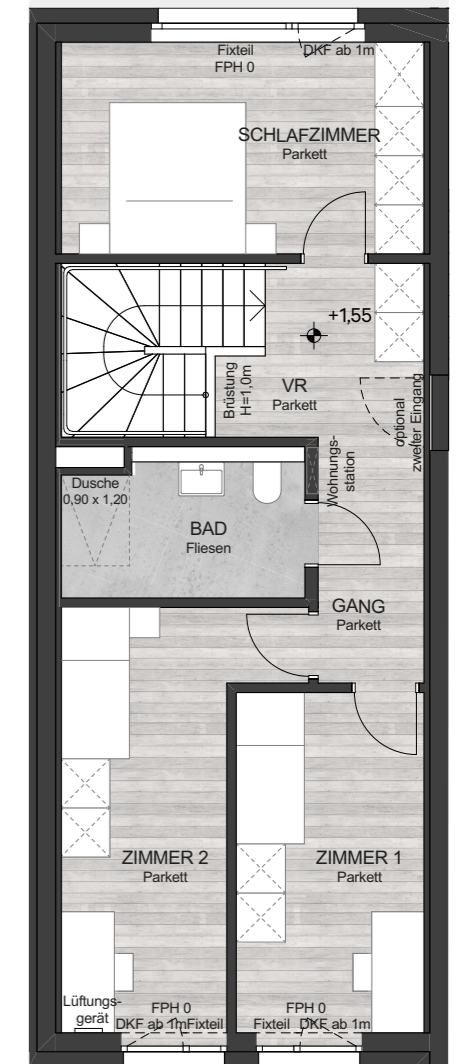 Fixteil DKF ab 1m
FPH 0
SCHLAFZIMMER
Parkett
+1,55
VR
Parkett
Brüstung
H=1,0m
optional
zweiter Eingang
Wohnungs-
station
Dusche
0,90 x 1,20
BAD
Fliesen
GANG
Parkett
ZIMMER 2
Parkett
ZIMMER 1
Parkett
Lüftungs-
gerät
FPH 0
DKF ab 1m Fixteil
FPH 0
Fixteil DKF ab 1m